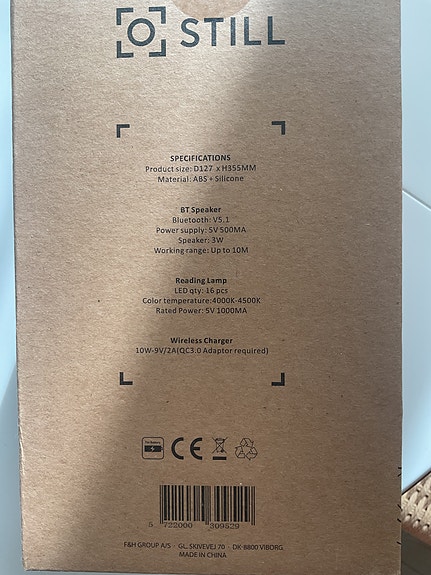 STILL
SPECIFICATIONS
Product size: D127 x H355MM
Material: ABS + Silicone
BT Speaker
Bluetooth: V5.1
Power supply: 5V 500MA
Speaker: 3W
Working range: Up to 10M
Reading Lamp
LED qty: 16 pcs
Color temperature:4000K-4500K
Rated Power: 5V 1000MA
Wireless Charger
10W-9V/2A(QC3.0 Adaptor required)
CE
5 722000 309529
F&H GROUP A/S · GL. SKIVEVEJ 70 · DK-8800 VIBORG
MADE IN CHINA